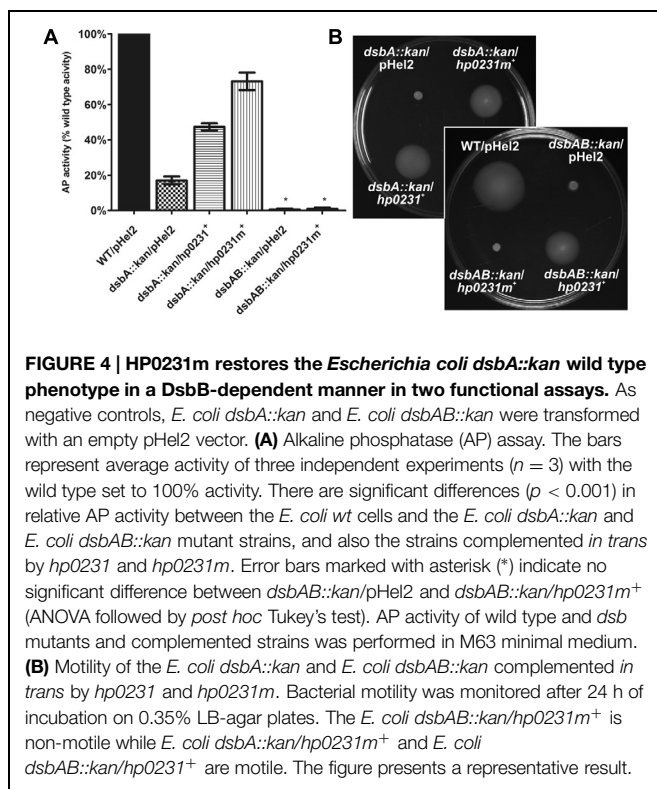 A
B
AP activity (% wild type acivity)
100%
80%
60%
40%
20%
0%
* *
WT/pHel2
dsbA::kan/pHel2
dsbA::kan/hp0231+
dsbA::kan/hp0231m+
dsbAB::kan/pHel2
dsbAB::kan/hp0231m+
dsbA::kan/
pHel2
dsbA::kan/
hp0231m+
dsbA::kan/
hp0231+
WT/pHel2
dsbAB::kan/
pHel2
dsbAB::kan/
hp0231m+
dsbAB::kan/
hp0231+
FIGURE 4 | HP0231m restores the Escherichia coli dsbA::kan wild type
phenotype in a DsbB-dependent manner in two functional assays. As
negative controls, E. coli dsbA::kan and E. coli dsbAB::kan were transformed
with an empty pHel2 vector. (A) Alkaline phosphatase (AP) assay. The bars
represent average activity of three independent experiments (n = 3) with the
wild type set to 100% activity. There are significant differences (p < 0.001) in
relative AP activity between the E. coli wt cells and the E. coli dsbA::kan and
E. coli dsbAB::kan mutant strains, and also the strains complemented in trans
by hp0231 and hp0231m. Error bars marked with asterisk (*) indicate no
significant difference between dsbAB::kan/pHel2 and dsbAB::kan/hp0231m+
(ANOVA followed by post hoc Tukey's test). AP activity of wild type and dsb
mutants and complemented strains was performed in M63 minimal medium.
(B) Motility of the E. coli dsbA::kan and E. coli dsbAB::kan complemented in
trans by hp0231 and hp0231m. Bacterial motility was monitored after 24 h of
incubation on 0.35% LB-agar plates. The E. coli dsbAB::kan/hp0231m+ is
non-motile while E. coli dsbA::kan/hp0231m+ and E. coli
dsbAB::kan/hp0231+ are motile. The figure presents a representative result.